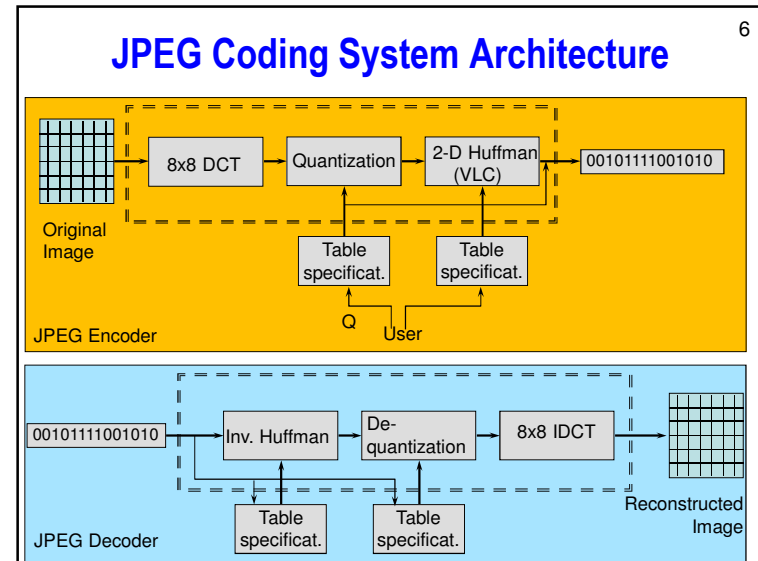 6
JPEG Coding System Architecture
8x8 DCT
Quantization
2-D Huffman
(VLC)
00101111001010
Original
Image
Table
specificat.
Table
specificat.
Q
User
JPEG Encoder
00101111001010
Inv. Huffman
De-
quantization
8x8 IDCT
Reconstructed
Image
Table
specificat.
Table
specificat.
JPEG Decoder